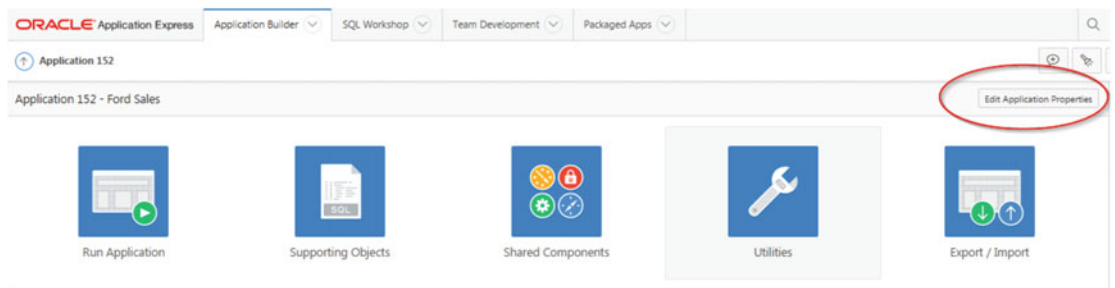 ORACLE Application Express Application Builder SQL Workshop Team Development Packaged Apps
Application 152
Application 152 - Ford Sales Edit Application Properties
SQL
Run Application Supporting Objects Shared Components Utilities Export / Import